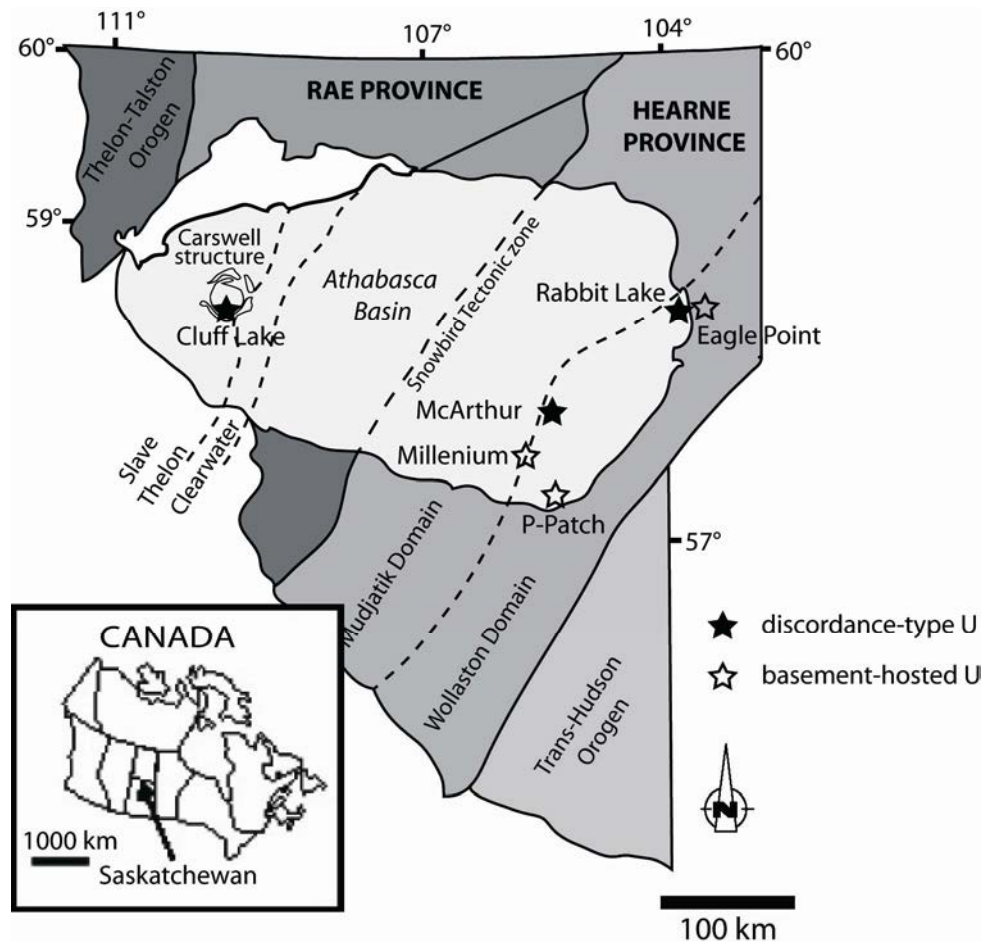 111°
107°
104°
60°
60°
RAE PROVINCE
HEARNE
PROVINCE
Thelon-Talston
Orogen
59°
Carswell
structure
Cluff Lake
Athabasca
Basin
Snowbird Tectonic zone
Rabbit Lake
Eagle Point
McArthur
Millenium
P-Patch
Slave
Thelon
Clearwater
57°
Mudjatik Domain
Wollaston Domain
Trans-Hudson
Orogen
discordance-type U
basement-hosted U
CANADA
1000 km
Saskatchewan
N
100 km